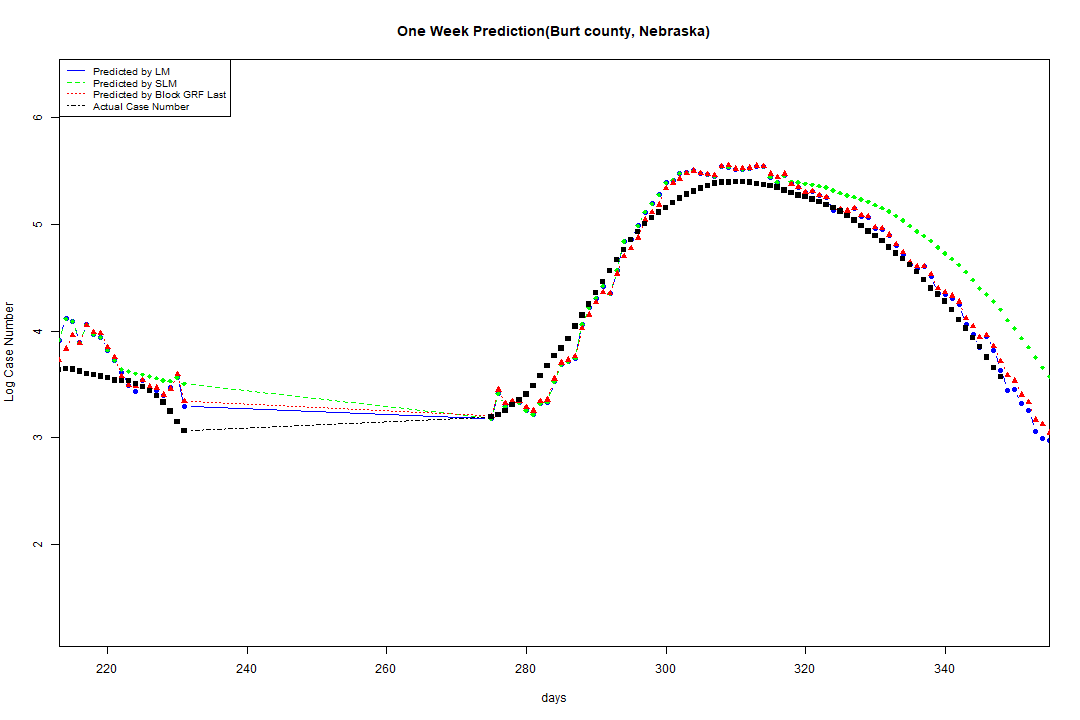 One Week Prediction(Burt county, Nebraska)
Predicted by LM
Predicted by SLM
Predicted by Block GRF Last
Actual Case Number
6
5
4
3
2
Log Case Number
220 240 260 280 300 320 340
days